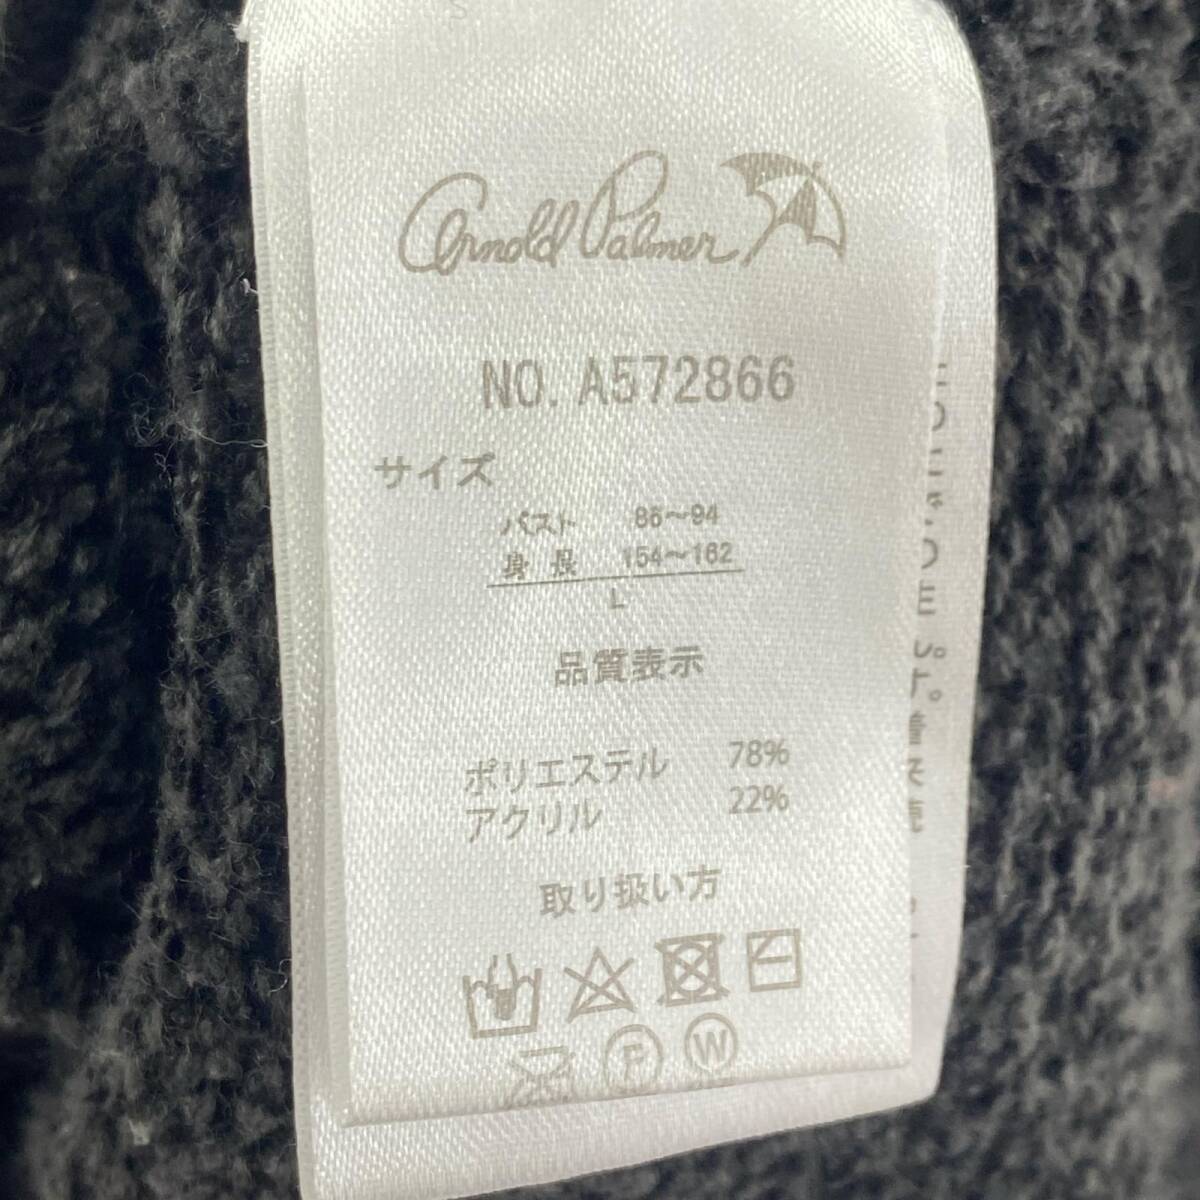 Arnold Palmer
NO. A572866
サイズ
バスト 86～94
身長 154～162
L
品質表示
ポリエステル 78%
アクリル 22%
取り扱い方
F W